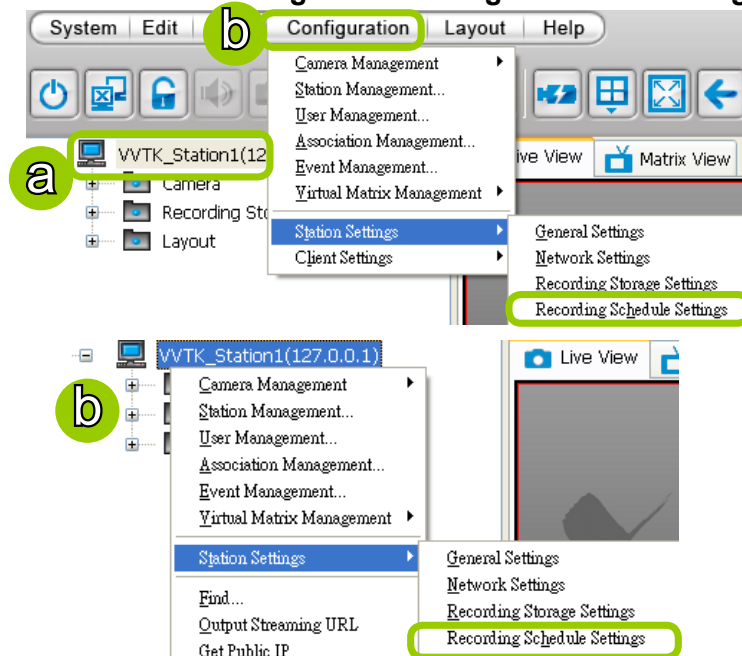 System Edit Configuration Layout Help
b
Camera Management
Station Management...
User Management...
Association Management...
Event Management...
Virtual Matrix Management
Station Settings
Client Settings
General Settings
Network Settings
Recording Storage Settings
Recording Schedule Settings
a
VVTK_Station1(12
Camera
Recording Sto
Layout
ive View Matrix View
VVTK_Station1(127.0.0.1)
Live View
b
Camera Management
Station Management...
User Management...
Association Management...
Event Management...
Virtual Matrix Management
Station Settings
Find...
Output Streaming URL
Get Public IP
General Settings
Network Settings
Recording Storage Settings
Recording Schedule Settings